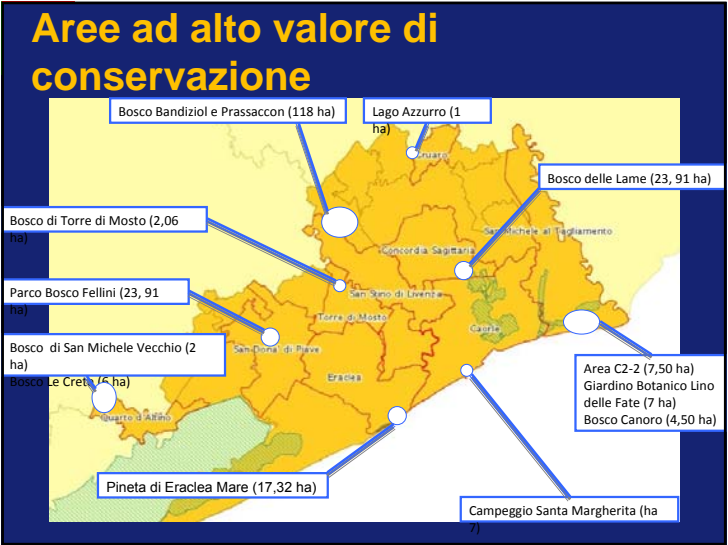 Aree ad alto valore di
conservazione
Bosco Bandiziol e Prassaccon (118 ha)
Lago Azzurro (1
ha)
Cruaro
Bosco delle Lame (23, 91 ha)
Bosco di Torre di Mosto (2,06
ha)
San Michele al Tagliamento
Concordia Sagittaria
Parco Bosco Fellini (23, 91
ha)
San Stino di Livenza
Torre di Mosto
Caorle
Bosco di San Michele Vecchio (2
ha)
Bosco Le Crete (6 ha)
San Dona' di Piave
Eraclea
Quarto d'Altino
Area C2-2 (7,50 ha)
Giardino Botanico Lino
delle Fate (7 ha)
Bosco Canoro (4,50 ha)
Pineta di Eraclea Mare (17,32 ha)
Campeggio Santa Margherita (ha
7)